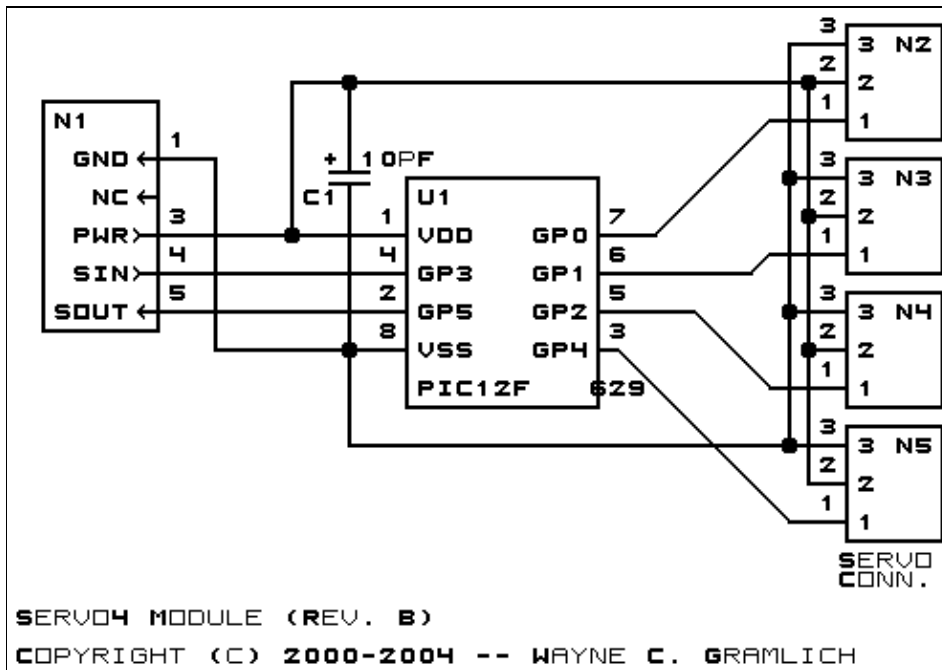 3
3 N2
2
2
1
1
N1
1
GND
NC
3
PWR
4
SIN
5
SOUT
+ 10PF
C1
U1
1
VDD
4
GP3
2
GP5
8
VSS
7
GP0
6
GP1
5
GP2
3
GP4
PIC12F 629
3
3 N3
2
2
1
1
3
3 N4
2
2
1
1
3
3 N5
2
2
1
1
SERVO
CONN.
SERVO4 MODULE (REV. B)
COPYRIGHT (C) 2000-2004 -- WAYNE C. GRAMLICH